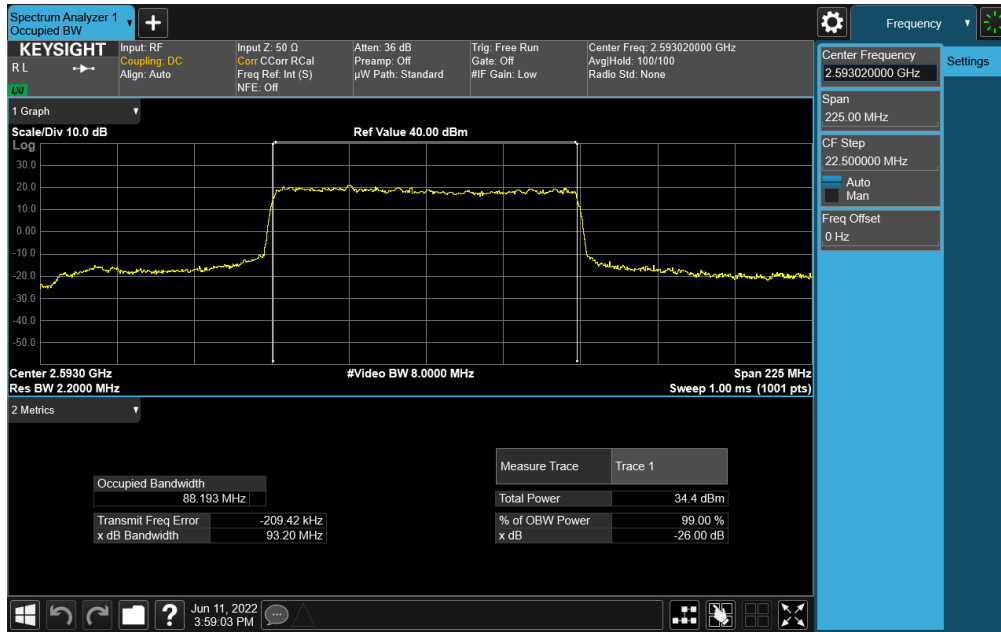 Spectrum Analyzer 1
Occupied BW
Frequency
KEYSIGHT
R L
LXI
Input: RF
Coupling: DC
Align: Auto
Input Z: 50 Ω
Corr CCorr RCal
Freq Ref: Int (S)
NFE: Off
Atten: 36 dB
Preamp: Off
µW Path: Standard
Trig: Free Run
Gate: Off
#IF Gain: Low
Center Freq: 2.593020000 GHz
Avg|Hold: 100/100
Radio Std: None
Center Frequency
2.593020000 GHz
Settings
Span
225.00 MHz
CF Step
22.500000 MHz
Auto
Man
Freq Offset
0 Hz
1 Graph
Scale/Div 10.0 dB
Ref Value 40.00 dBm
Log
30.0
20.0
10.0
0.00
-10.0
-20.0
-30.0
-40.0
-50.0
Center 2.5930 GHz
#Video BW 8.0000 MHz
Span 225 MHz
Res BW 2.2000 MHz
Sweep 1.00 ms (1001 pts)
2 Metrics
Occupied Bandwidth
88.193 MHz
Transmit Freq Error -209.42 kHz
x dB Bandwidth 93.20 MHz
Measure Trace Trace 1
Total Power 34.4 dBm
% of OBW Power 99.00 %
x dB -26.00 dB
Jun 11, 2022
3:59:03 PM